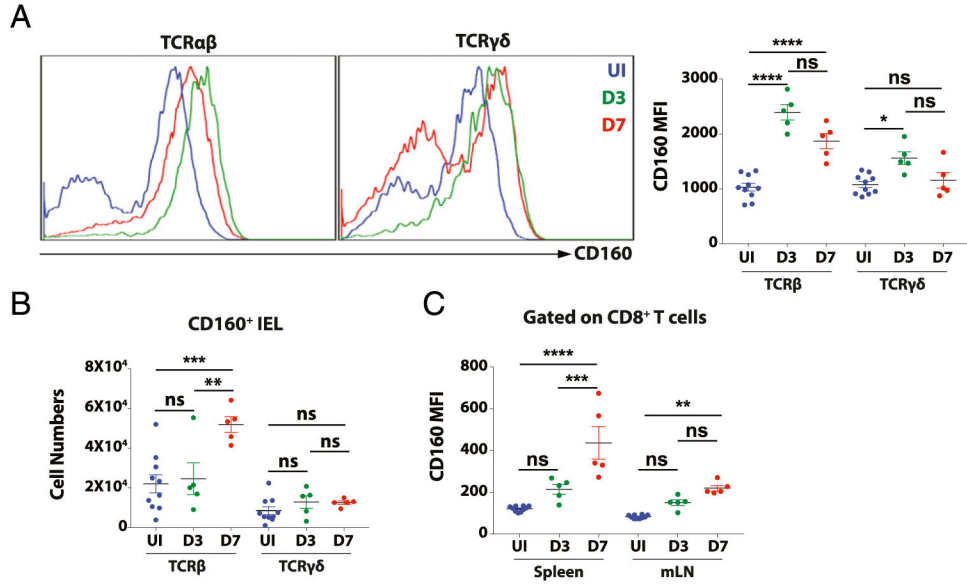 A
TCRαβ
TCRγδ
UI
D3
D7
CD160
CD160 MFI
3000
2000
1000
0
****
ns
****
ns
ns
*
UI D3 D7 UI D3 D7
TCRβ TCRγδ
B
CD160⁺ IEL
Cell Numbers
8X10⁴
6X10⁴
4X10⁴
2X10⁴
0
***
**
ns
ns
ns
ns
UI D3 D7 UI D3 D7
TCRβ TCRγδ
C
Gated on CD8⁺ T cells
CD160 MFI
800
600
400
200
0
****
***
ns
**
ns
ns
UI D3 D7 UI D3 D7
Spleen mLN